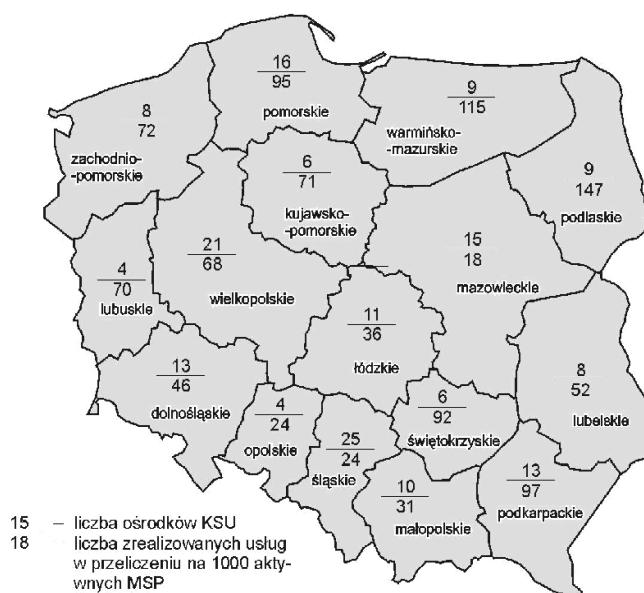 16
95
pomorskie
9
115
warmińsko-
-mazurskie
8
72
zachodnio-
-pomorskie
6
71
kujawsko-
-pomorskie
9
147
podlaskie
21
68
wielkopolskie
15
18
mazowieckie
4
70
lubuskie
11
36
łódzkie
13
46
dolnośląskie
8
52
lubelskie
4
24
opolskie
6
92
świętokrzyskie
25
24
śląskie
10
31
małopolskie
13
97
podkarpackie
15 – liczba ośrodków KSU
18 - liczba zrealizowanych usług
w przeliczeniu na 1000 akty-
wnych MSP